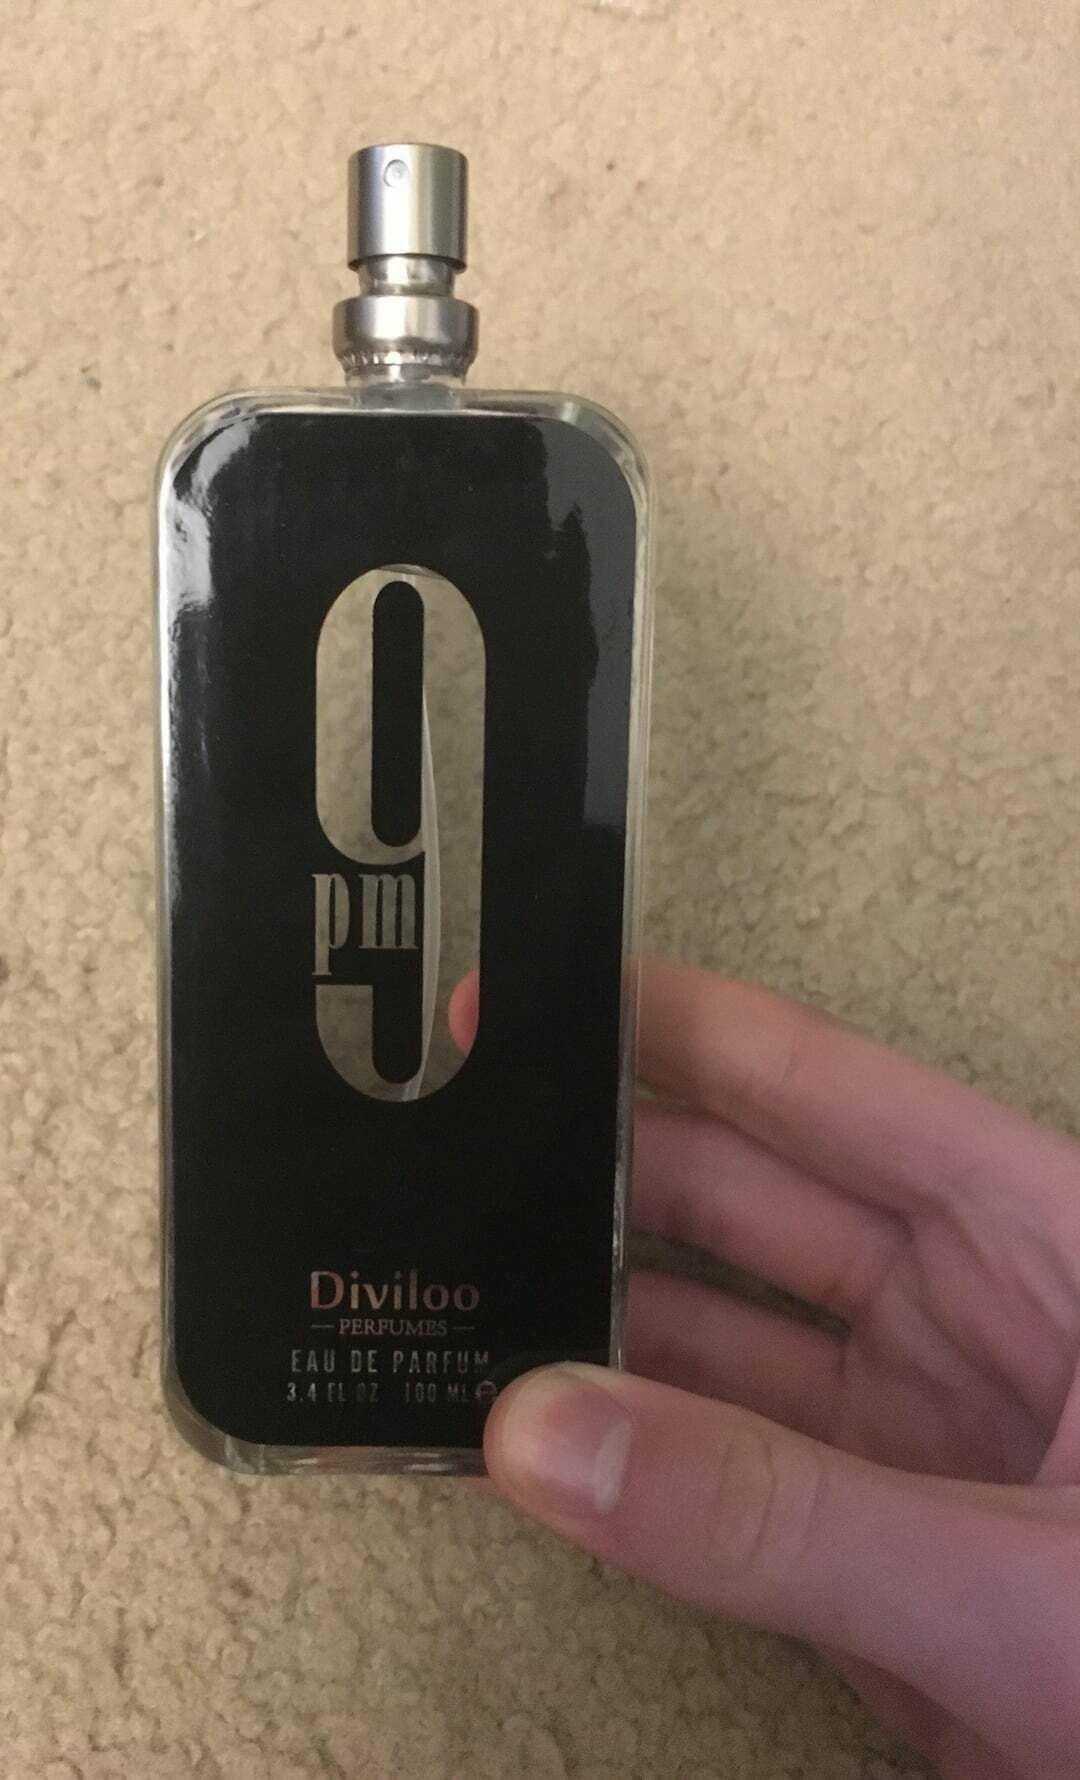 9
pm
Diviloo
— PERFUMES —
EAU DE PARFUM
3.4 FL OZ 100 ML ℮